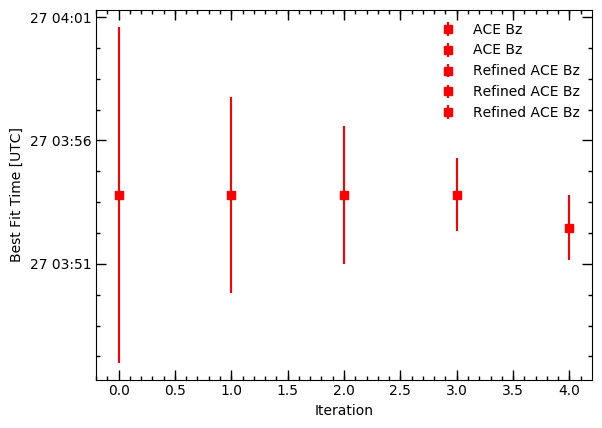 27 04:01
27 03:56
27 03:51
Best Fit Time [UTC]
ACE Bz
ACE Bz
Refined ACE Bz
Refined ACE Bz
Refined ACE Bz
0.0 0.5 1.0 1.5 2.0 2.5 3.0 3.5 4.0
Iteration